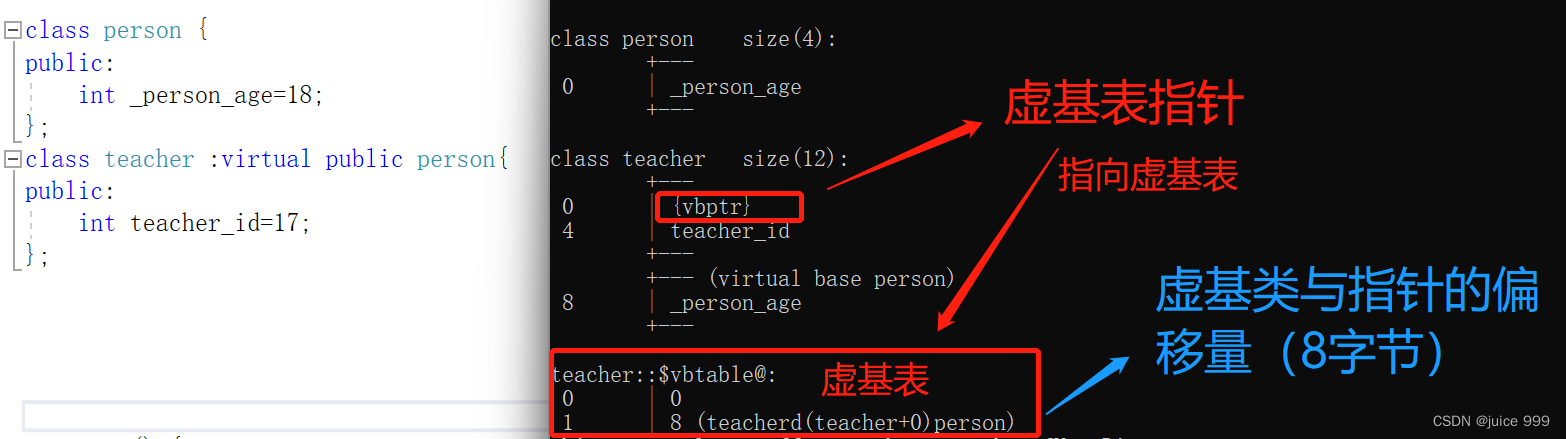 class person {
public:
int _person_age=18;
};
class teacher :virtual public person{
public:
int teacher_id=17;
};
class person size(4):
+---
0 | _person_age
+---
class teacher size(12):
+---
0 | {vbptr}
4 | teacher_id
+---
+--- (virtual base person)
8 | _person_age
+---
teacher::$vbtable@:
0 | 0
1 | 8 (teacherd(teacher+0)person)
虚基表指针
指向虚基表
虚基表
虚基类与指针的偏
移量（8字节）
CSDN @juice 999